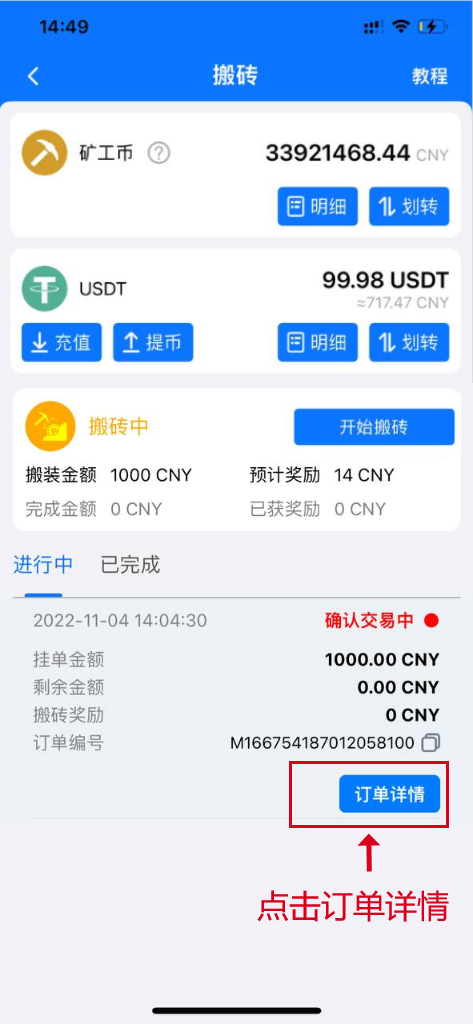 14:49
搬砖 教程
矿工币 ? 33921468.44 CNY
明细 划转
USDT 99.98 USDT
≈717.47 CNY
充值 提币 明细 划转
搬砖中 开始搬砖
搬装金额 1000 CNY 预计奖励 14 CNY
完成金额 0 CNY 已获奖励 0 CNY
进行中 已完成
2022-11-04 14:04:30 确认交易中
挂单金额 1000.00 CNY
剩余金额 0.00 CNY
搬砖奖励 0 CNY
订单编号 M166754187012058100
订单详情
点击订单详情